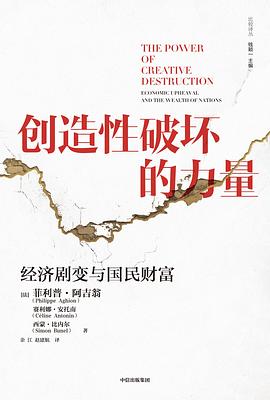 比较译丛
钱颖一 主编
THE POWER
OF
CREATIVE
DESTRUCTION
ECONOMIC UPHEAVAL
AND THE WEALTH OF NATIONS
创造性破坏
的力量
经济剧变与国民财富
[法] 菲利普·阿吉翁
(Philippe Aghion)
赛利娜·安托南
(Céline Antonin)
西蒙·比内尔
(Simon Bunel) 著
余江 赵建航 译
中信出版集团